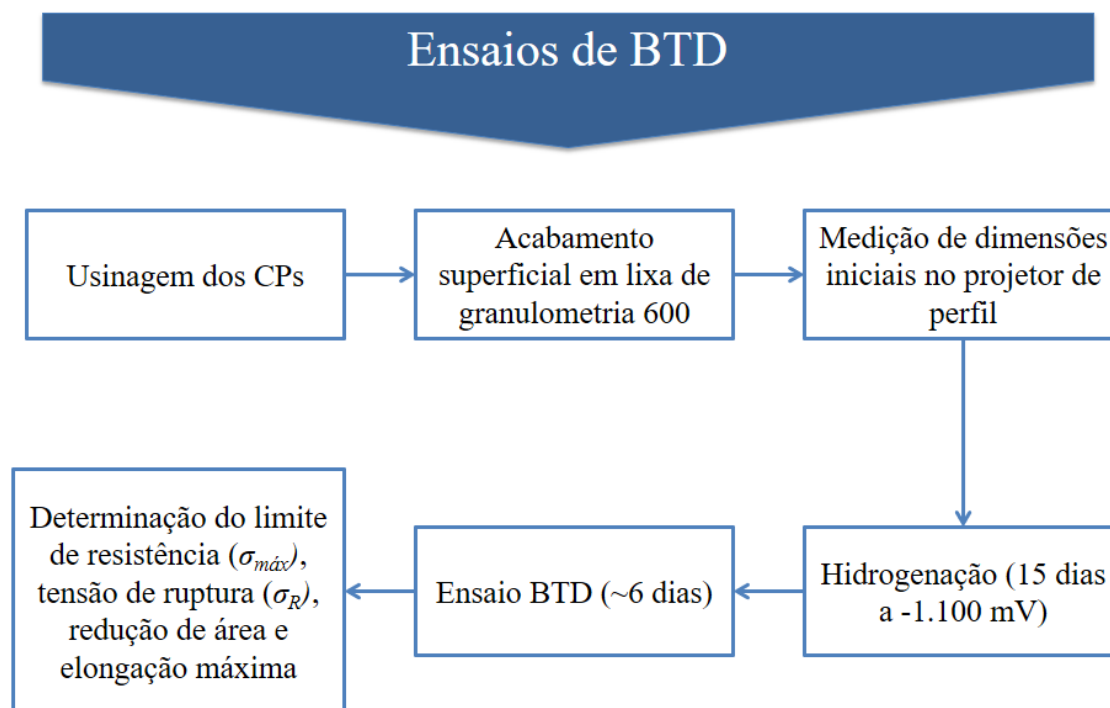 Ensaios de BTD
Usinagem dos CPs
Acabamento
superficial em lixa de
granulometria 600
Medição de dimensões
iniciais no projetor de
perfil
Hidrogenação (15 dias
a -1.100 mV)
Ensaio BTD (~6 dias)
Determinação do limite
de resistência (σmáx),
tensão de ruptura (σR),
redução de área e
elongação máxima